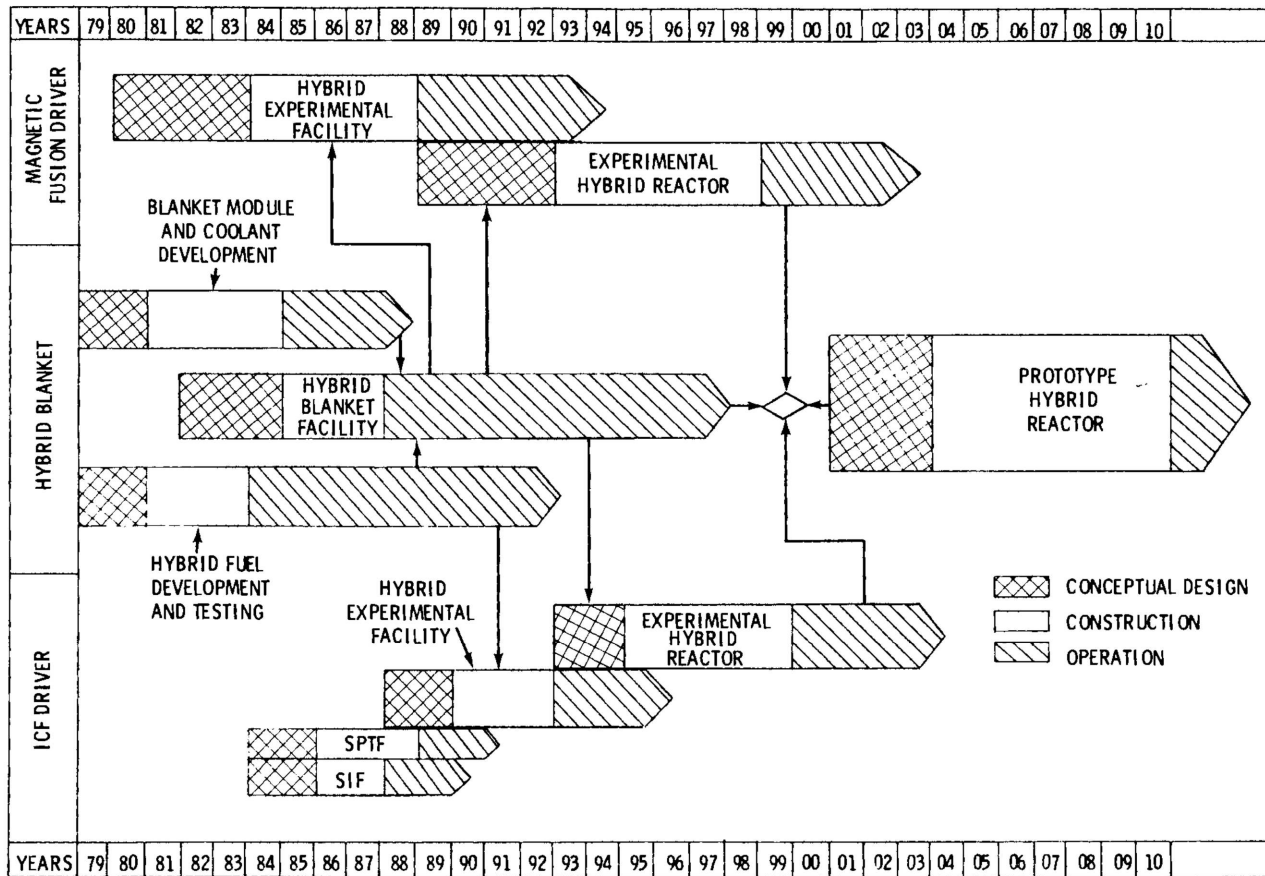 YEARS 79 80 81 82 83 84 85 86 87 88 89 90 91 92 93 94 95 96 97 98 99 00 01 02 03 04 05 06 07 08 09 10
MAGNETIC
FUSION DRIVER
HYBRID
EXPERIMENTAL
FACILITY
EXPERIMENTAL
HYBRID REACTOR
BLANKET MODULE
AND COOLANT
DEVELOPMENT
HYBRID BLANKET
HYBRID
BLANKET
FACILITY
PROTOTYPE
HYBRID
REACTOR
HYBRID FUEL
DEVELOPMENT
AND TESTING
ICF DRIVER
HYBRID
EXPERIMENTAL
FACILITY
EXPERIMENTAL
HYBRID
REACTOR
SPTF
SIF
CONCEPTUAL DESIGN
CONSTRUCTION
OPERATION
YEARS 79 80 81 82 83 84 85 86 87 88 89 90 91 92 93 94 95 96 97 98 99 00 01 02 03 04 05 06 07 08 09 10